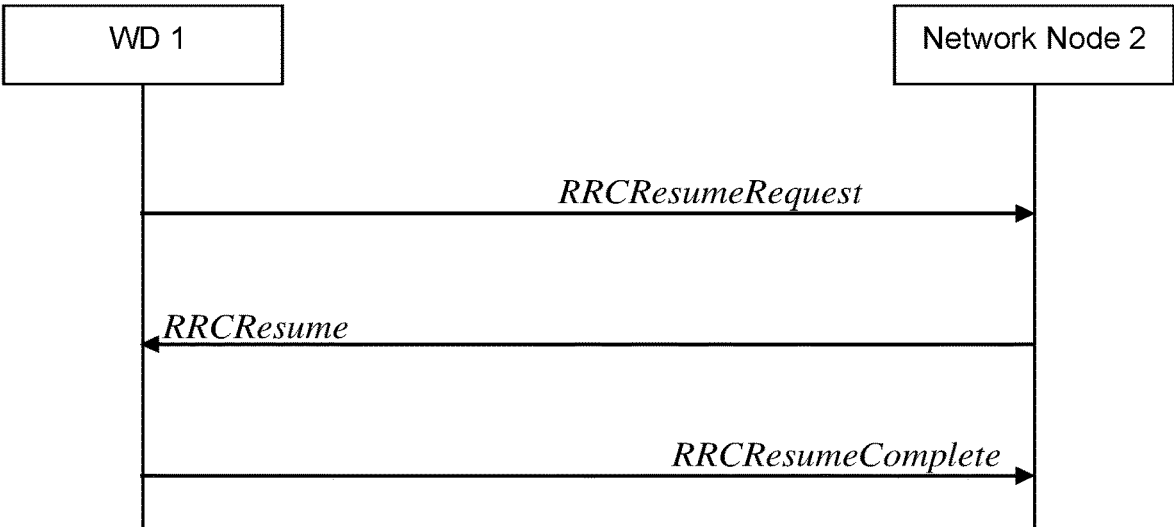 WD 1
Network Node 2
RRCResumeRequest
RRCResume
RRCResumeComplete